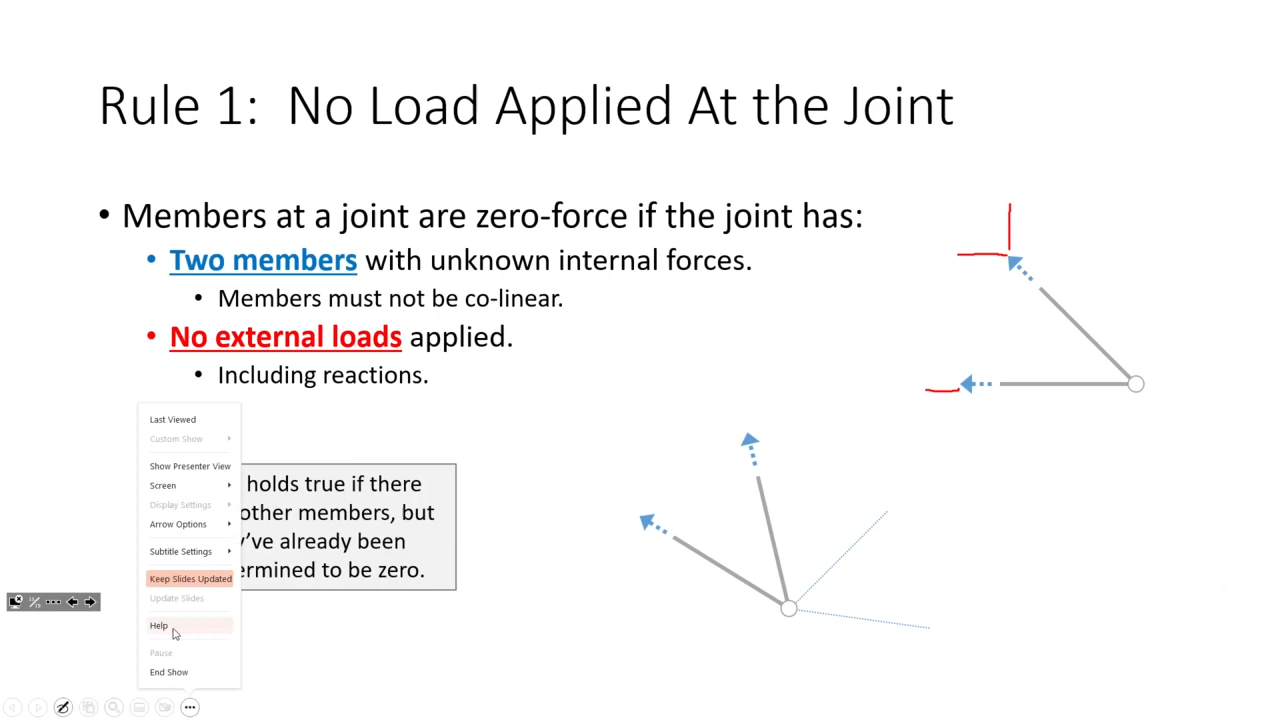 Rule 1: No Load Applied At the Joint
• Members at a joint are zero-force if the joint has:
• Two members with unknown internal forces.
• Members must not be co-linear.
• No external loads applied.
• Including reactions.
Last Viewed
Custom Show
Show Presenter View
Screen
Display Settings
Arrow Options
Subtitle Settings
Keep Slides Updated
Update Slides
Help
Pause
End Show
holds true if there
other members, but
y've already been
ermined to be zero.